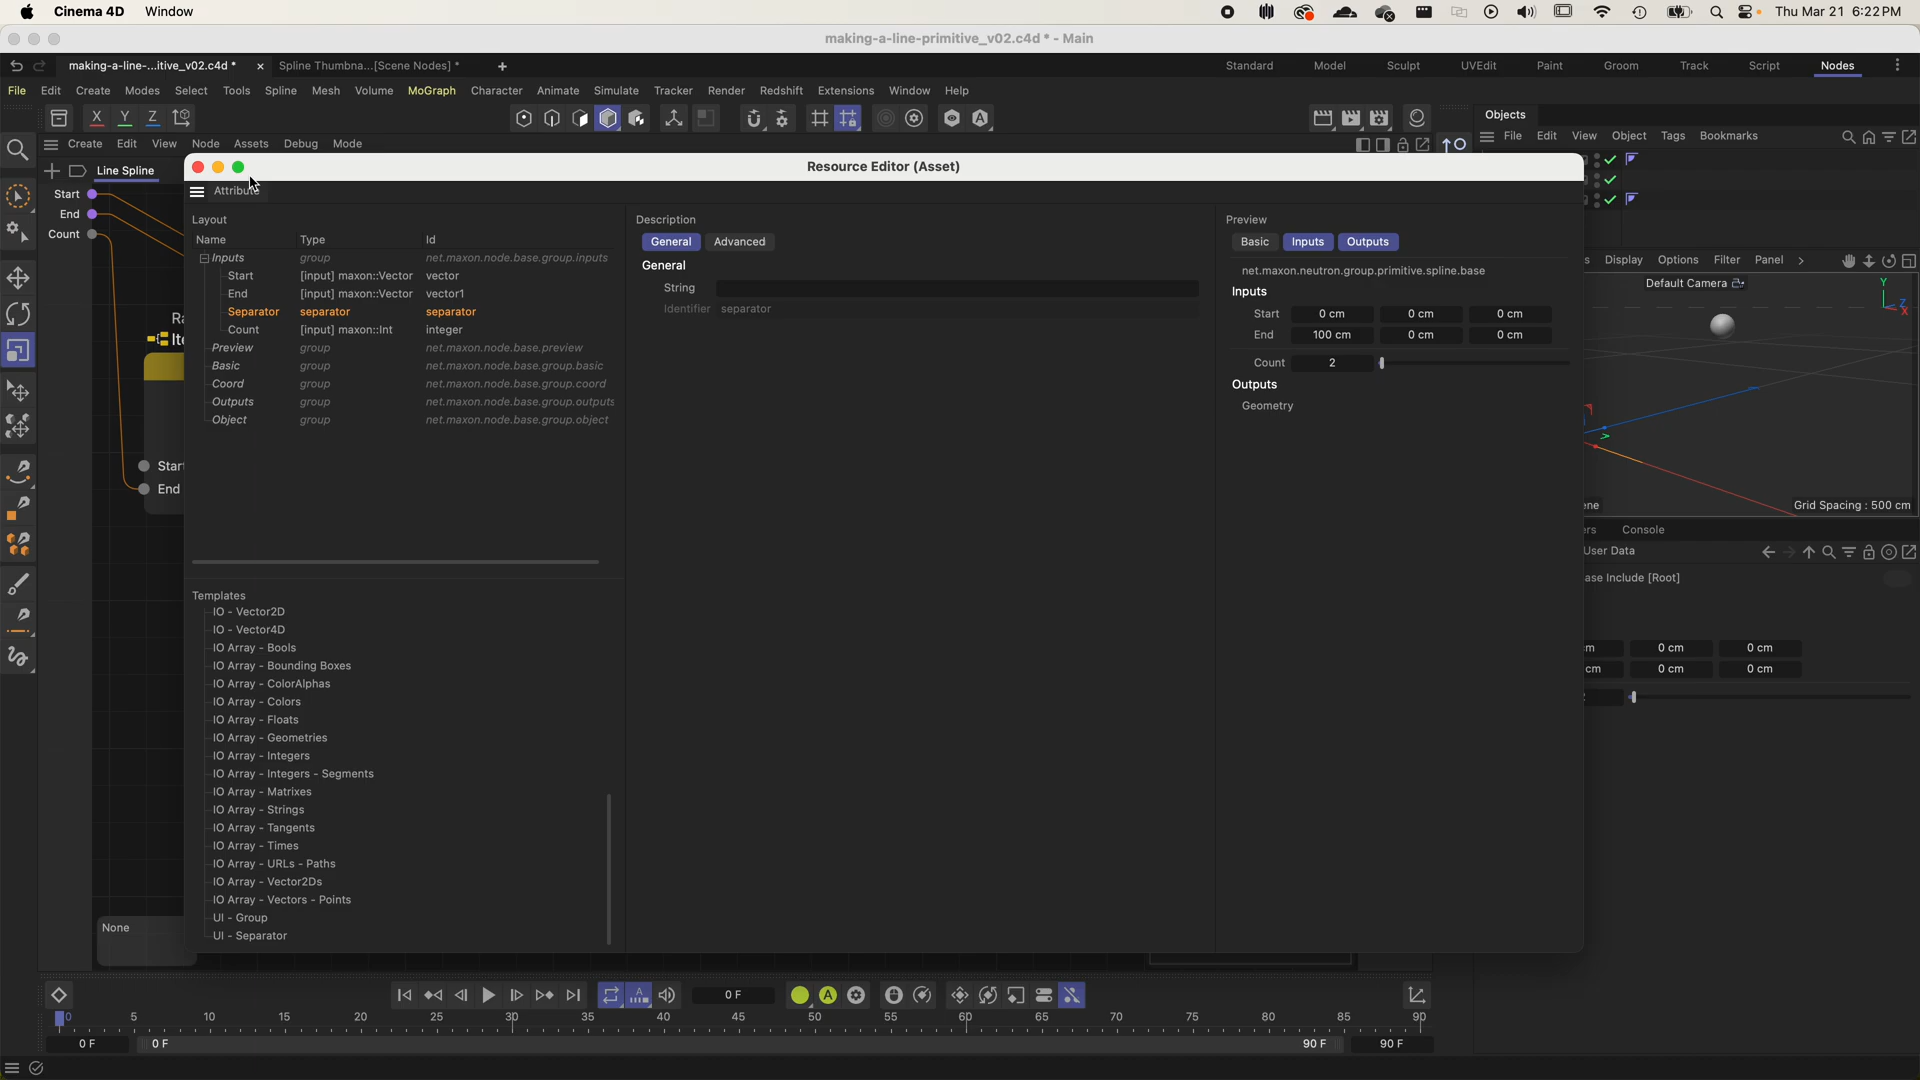 Cinema 4D Window Thu Mar 21 6:22 PM
making-a-line-primitive_v02.c4d * - Main
making-a-line-...itive_v02.c4d * Spline Thumbna...[Scene Nodes] * Standard Model Sculpt UVEdit Paint Groom Track Script Nodes
File Edit Create Modes Select Tools Spline Mesh Volume MoGraph Character Animate Simulate Tracker Render Redshift Extensions Window Help
X Y Z A Objects
File Edit View Object Tags Bookmarks
Create Edit View Node Assets Debug Mode
Line Spline
Resource Editor (Asset)
Start
End
Count
Attribute
Layout
Name Type Id
Inputs group net.maxon.node.base.group.inputs
Start [input] maxon::Vector vector
End [input] maxon::Vector vector1
Separator separator separator
Count [input] maxon::Int integer
Preview group net.maxon.node.base.preview
Basic group net.maxon.node.base.group.basic
Coord group net.maxon.node.base.group.coord
Outputs group net.maxon.node.base.group.outputs
Object group net.maxon.node.base.group.object
Description
General Advanced
General
String
Identifier separator
Preview
Basic Inputs Outputs
net.maxon.neutron.group.primitive.spline.base
Inputs
Start 0 cm 0 cm 0 cm
End 100 cm 0 cm 0 cm
Count 2
Outputs
Geometry
s Display Options Filter Panel
Default Camera
Y
Z
X
Ra
Ite
Start
End
None
Templates
IO - Vector2D
IO - Vector4D
IO Array - Bools
IO Array - Bounding Boxes
IO Array - ColorAlphas
IO Array - Colors
IO Array - Floats
IO Array - Geometries
IO Array - Integers
IO Array - Integers - Segments
IO Array - Matrixes
IO Array - Strings
IO Array - Tangents
IO Array - Times
IO Array - URLs - Paths
IO Array - Vector2Ds
IO Array - Vectors - Points
UI - Group
UI - Separator
ne Grid Spacing : 500 cm
ers Console
User Data
ase Include [Root]
m 0 cm 0 cm
cm 0 cm 0 cm
0 F
0 5 10 15 20 25 30 35 40 45 50 55 60 65 70 75 80 85 90
0 F 0 F 90 F 90 F